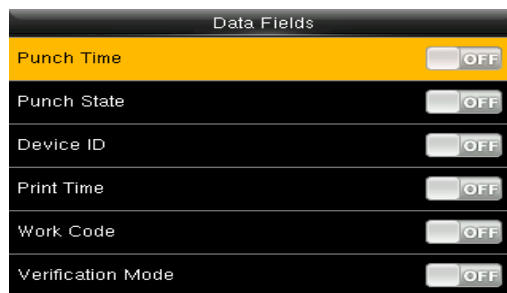 Data Fields
Punch Time OFF
Punch State OFF
Device ID OFF
Print Time OFF
Work Code OFF
Verification Mode OFF